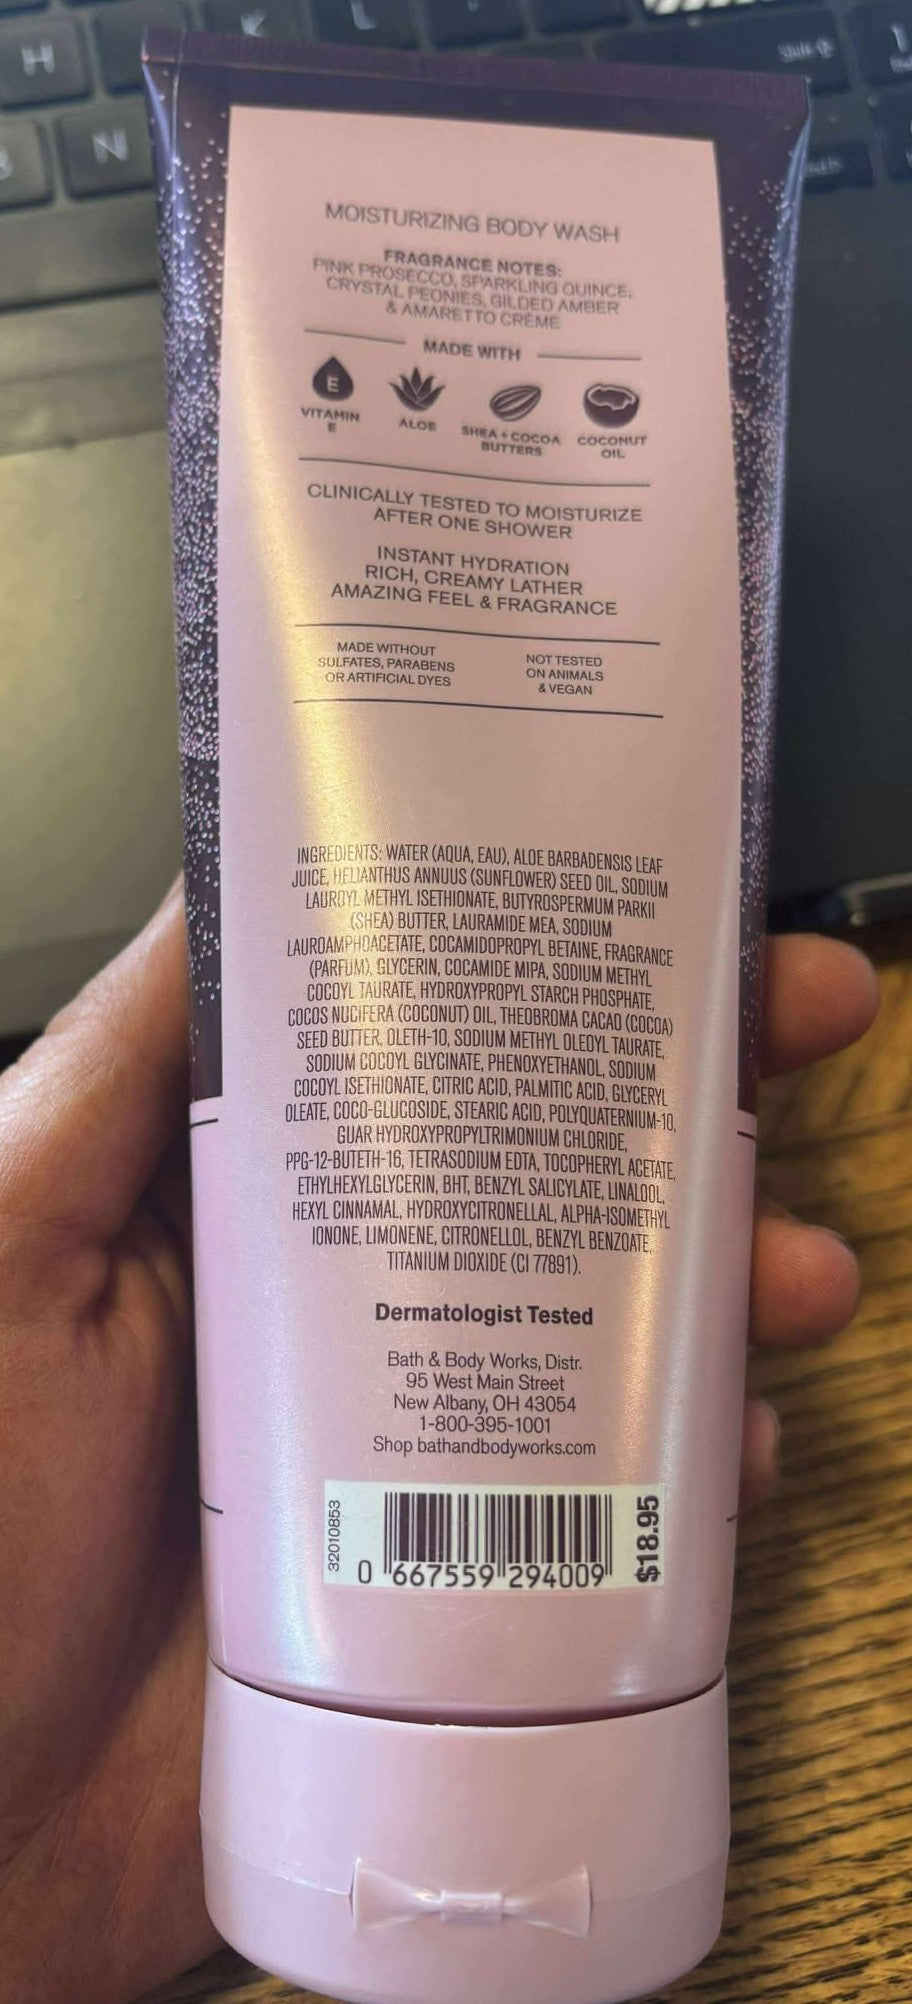 H
K
L
N
Shift
MOISTURIZING BODY WASH
FRAGRANCE NOTES:
PINK PROSECCO, SPARKLING QUINCE,
CRYSTAL PEONIES, GILDED AMBER
& AMARETTO CRÈME
MADE WITH
E
VITAMIN
E
ALOE
SHEA + COCOA
BUTTERS
COCONUT
OIL
CLINICALLY TESTED TO MOISTURIZE
AFTER ONE SHOWER
INSTANT HYDRATION
RICH, CREAMY LATHER
AMAZING FEEL & FRAGRANCE
MADE WITHOUT
SULFATES, PARABENS
OR ARTIFICIAL DYES
NOT TESTED
ON ANIMALS
& VEGAN
INGREDIENTS: WATER (AQUA, EAU), ALOE BARBADENSIS LEAF
JUICE, HELIANTHUS ANNUUS (SUNFLOWER) SEED OIL, SODIUM
LAUROYL METHYL ISETHIONATE, BUTYROSPERMUM PARKII
(SHEA) BUTTER, LAURAMIDE MEA, SODIUM
LAUROAMPHOACETATE, COCAMIDOPROPYL BETAINE, FRAGRANCE
(PARFUM), GLYCERIN, COCAMIDE MIPA, SODIUM METHYL
COCOYL TAURATE, HYDROXYPROPYL STARCH PHOSPHATE,
COCOS NUCIFERA (COCONUT) OIL, THEOBROMA CACAO (COCOA)
SEED BUTTER, OLETH-10, SODIUM METHYL OLEOYL TAURATE,
SODIUM COCOYL GLYCINATE, PHENOXYETHANOL, SODIUM
COCOYL ISETHIONATE, CITRIC ACID, PALMITIC ACID, GLYCERYL
OLEATE, COCO-GLUCOSIDE, STEARIC ACID, POLYQUATERNIUM-10,
GUAR HYDROXYPROPYLTRIMONIUM CHLORIDE,
PPG-12-BUTETH-16, TETRASODIUM EDTA, TOCOPHERYL ACETATE,
ETHYLHEXYLGLYCERIN, BHT, BENZYL SALICYLATE, LINALOOL,
HEXYL CINNAMAL, HYDROXYCITRONELLAL, ALPHA-ISOMETHYL
IONONE, LIMONENE, CITRONELLOL, BENZYL BENZOATE,
TITANIUM DIOXIDE (CI 77891).
Dermatologist Tested
Bath & Body Works, Distr.
95 West Main Street
New Albany, OH 43054
1-800-395-1001
Shop bathandbodyworks.com
32010853
0 667559 294009
$18.95